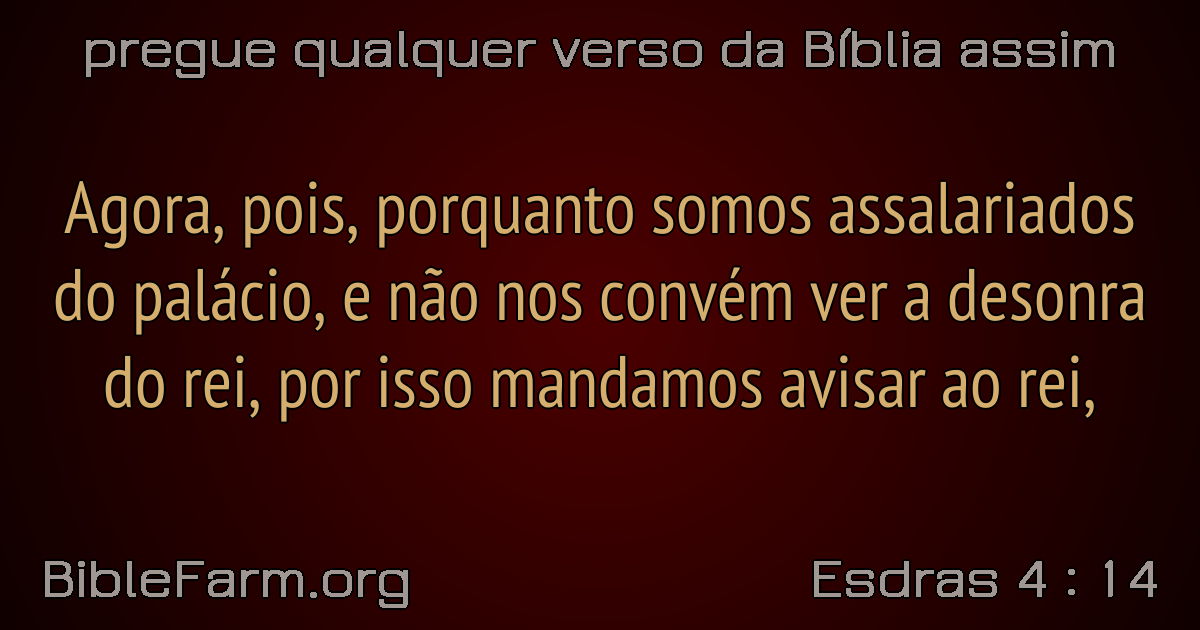 pregue qualquer verso da Bíblia assim
Agora, pois, porquanto somos assalariados
do palácio, e não nos convém ver a desonra
do rei, por isso mandamos avisar ao rei,
BibleFarm.org
Esdras 4 : 14